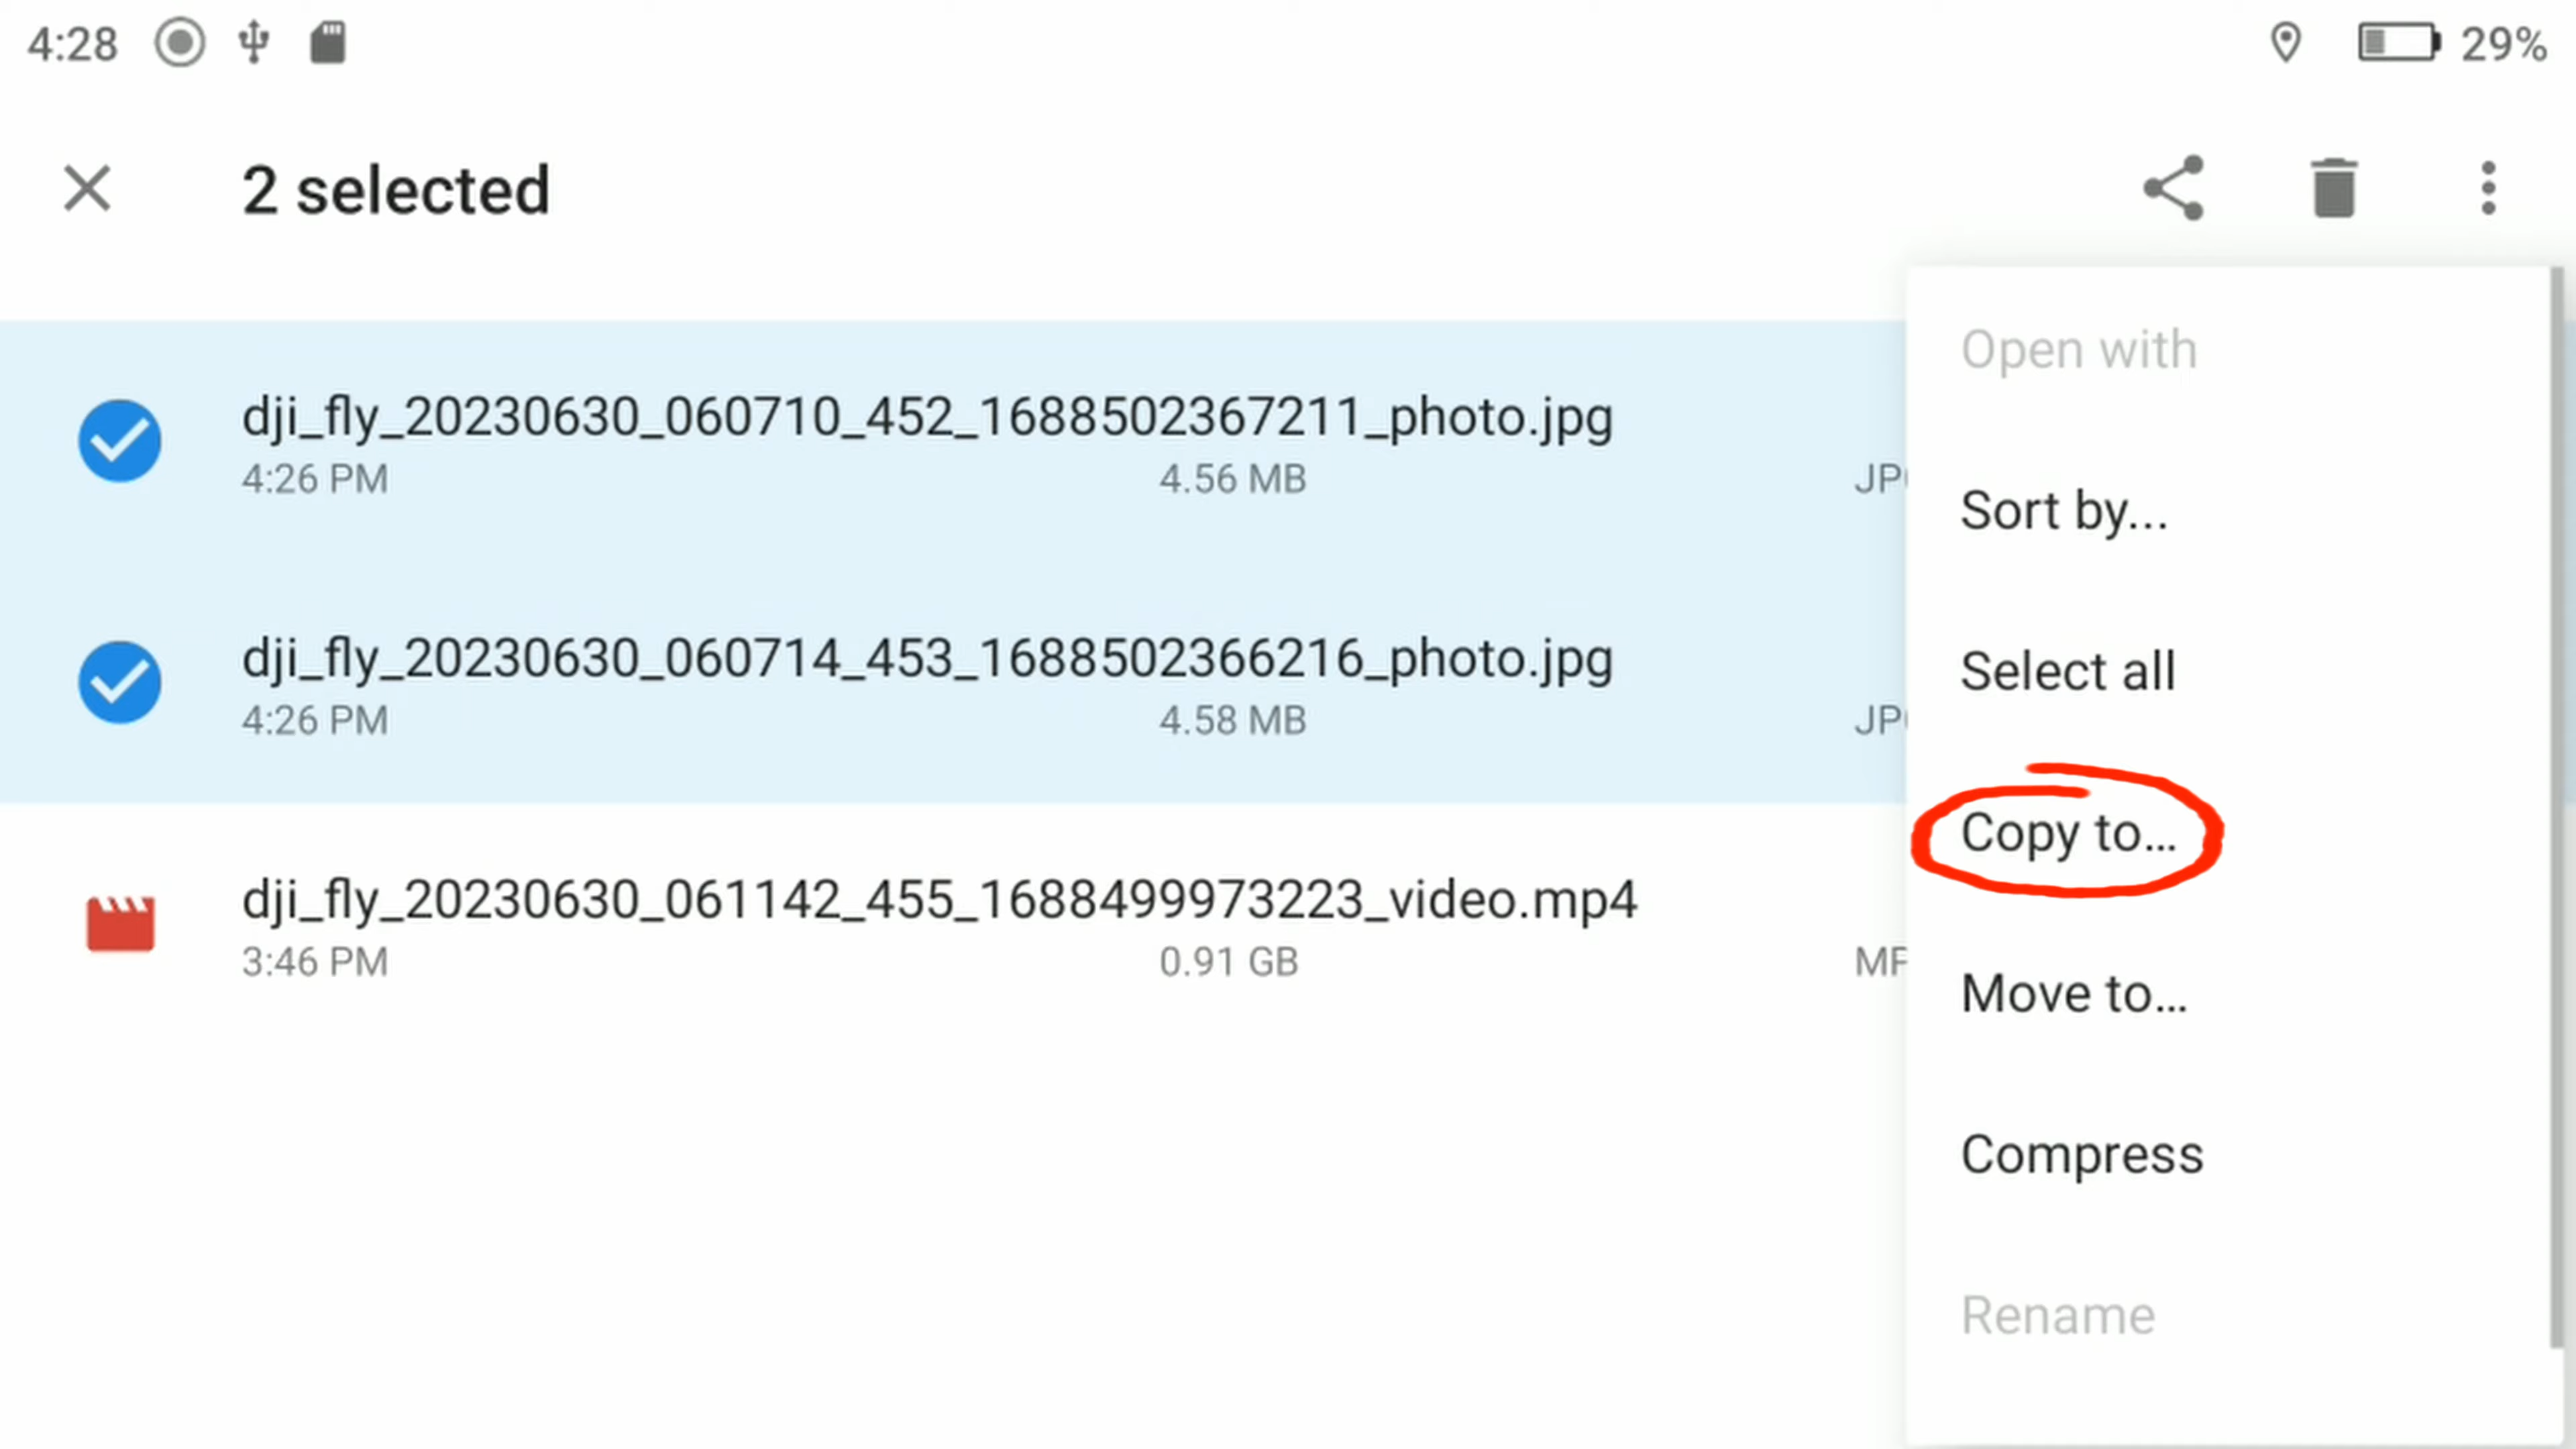 4:28 29%
2 selected
dji_fly_20230630_060710_452_1688502367211_photo.jpg
4:26 PM 4.56 MB
dji_fly_20230630_060714_453_1688502366216_photo.jpg
4:26 PM 4.58 MB
dji_fly_20230630_061142_455_1688499973223_video.mp4
3:46 PM 0.91 GB
Open with
Sort by...
Select all
Copy to...
Move to...
Compress
Rename